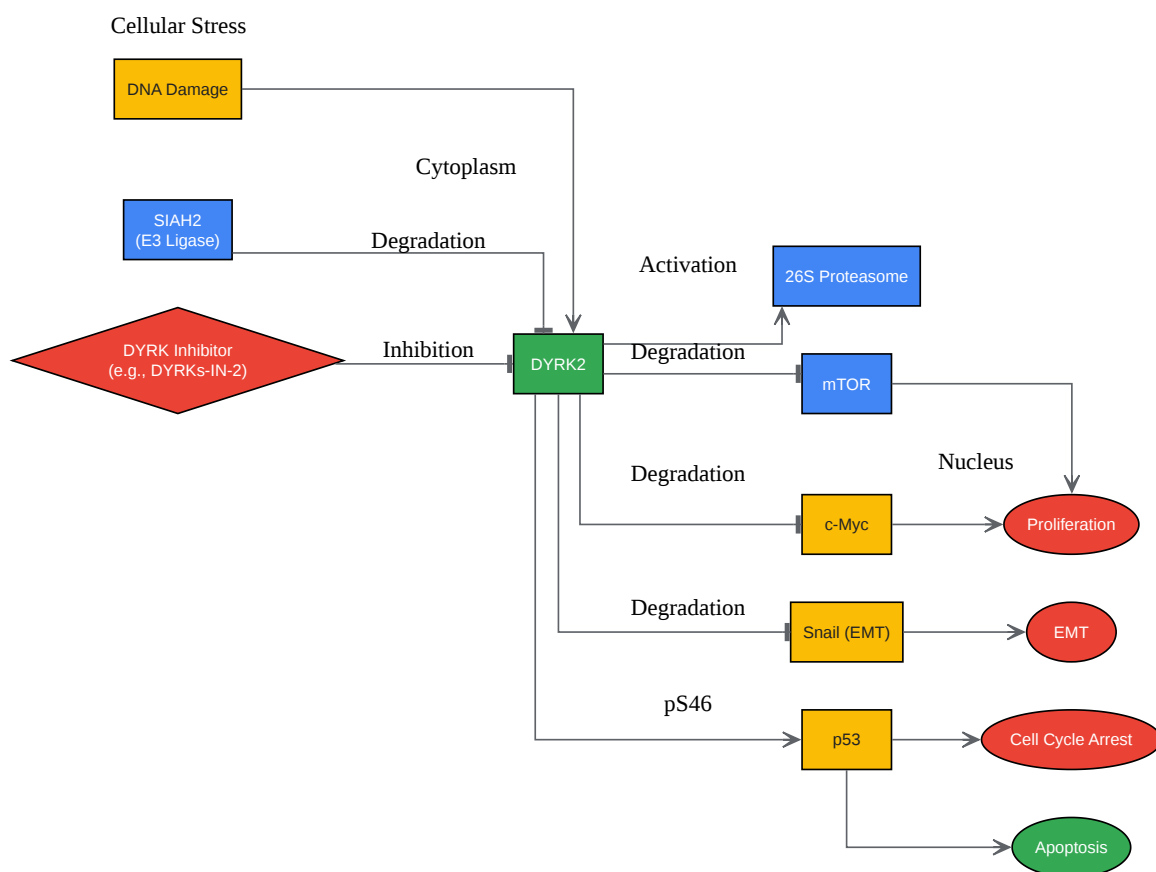 Cellular Stress
DNA Damage
Cytoplasm
SIAH2
(E3 Ligase)
Degradation
Activation
26S Proteasome
DYRK Inhibitor
(e.g., DYRKs-IN-2)
Inhibition
DYRK2
Degradation
mTOR
Nucleus
Degradation
c-Myc
Proliferation
Degradation
Snail (EMT)
EMT
pS46
p53
Cell Cycle Arrest
Apoptosis